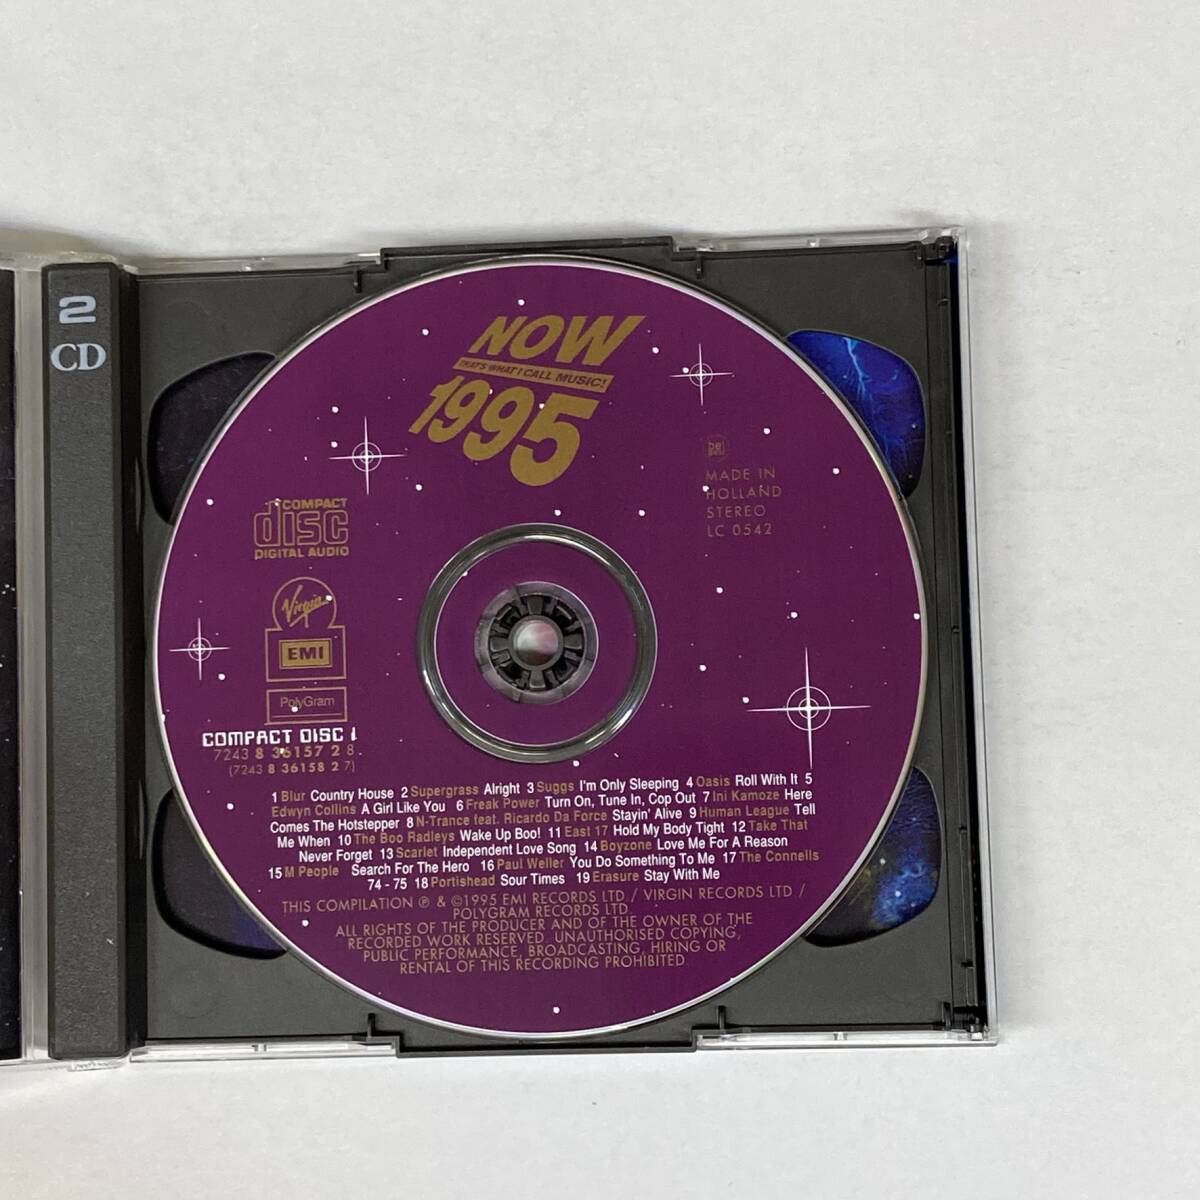 2
CD
NOW
THAT'S WHAT I CALL MUSIC!
1995
MADE IN
HOLLAND
STEREO
LC 0542
COMPACT
disc
DIGITAL AUDIO
Virgin
EMI
PolyGram
COMPACT DISC 1
7243 8 36157 2 8
(7243 8 36158 2 7)
1 Blur Country House 2 Supergrass Alright 3 Suggs I'm Only Sleeping 4 Oasis Roll With It 5
Edwyn Collins A Girl Like You 6 Freak Power Turn On, Tune In, Cop Out 7 Ini Kamoze Here
Comes The Hotstepper 8 N-Trance feat. Ricardo Da Force Stayin' Alive 9 Human League Tell
Me When 10 The Boo Radleys Wake Up Boo! 11 East 17 Hold My Body Tight 12 Take That
Never Forget 13 Scarlet Independent Love Song 14 Boyzone Love Me For A Reason
15 M People Search For The Hero 16 Paul Weller You Do Something To Me 17 The Connells
74 - 75 18 Portishead Sour Times 19 Erasure Stay With Me
THIS COMPILATION ℗ & ©1995 EMI RECORDS LTD / VIRGIN RECORDS LTD /
POLYGRAM RECORDS LTD.
ALL RIGHTS OF THE PRODUCER AND OF THE OWNER OF THE
RECORDED WORK RESERVED. UNAUTHORISED COPYING,
PUBLIC PERFORMANCE, BROADCASTING, HIRING OR
RENTAL OF THIS RECORDING PROHIBITED